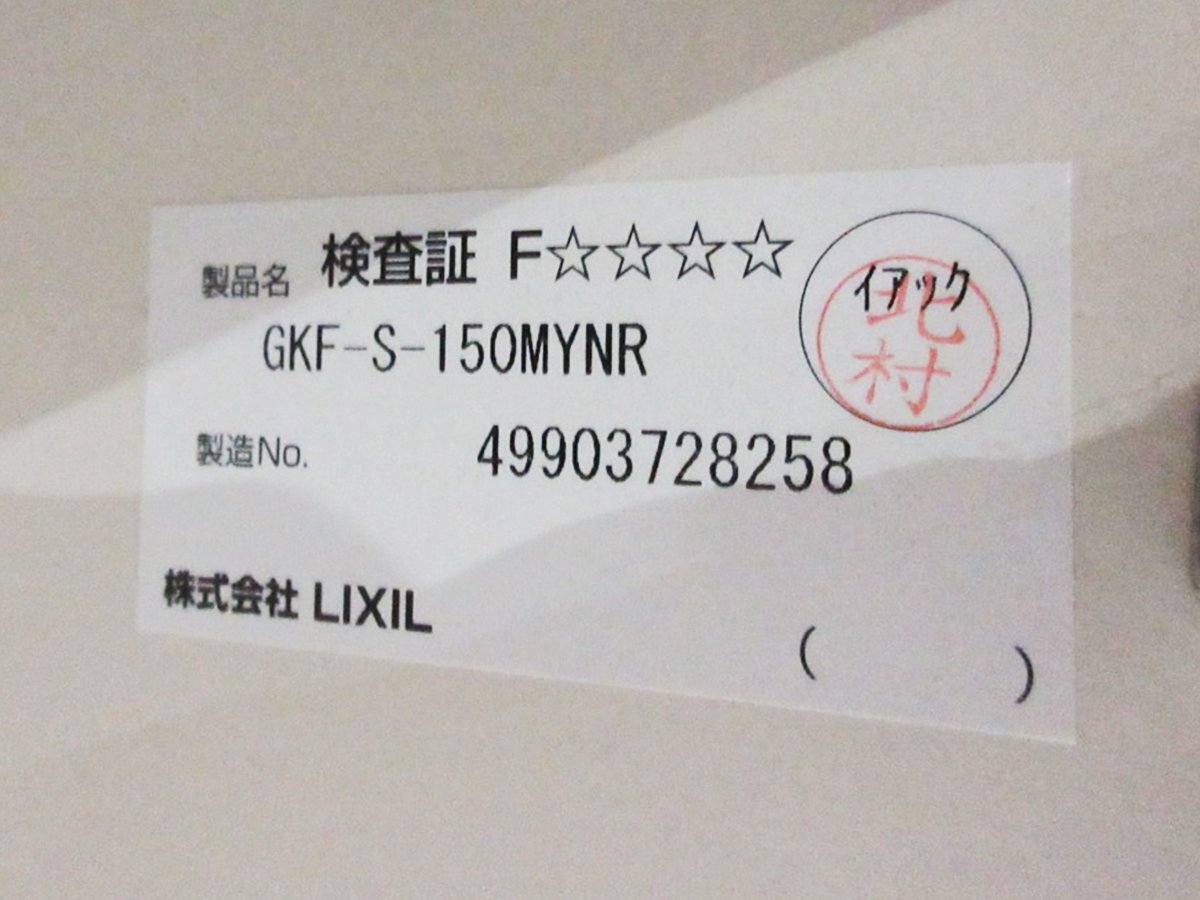 検査証 F☆☆☆☆
製品名
GKF-S-150MYNR
イアック
村
製造No.
49903728258
株式会社 LIXIL
( )